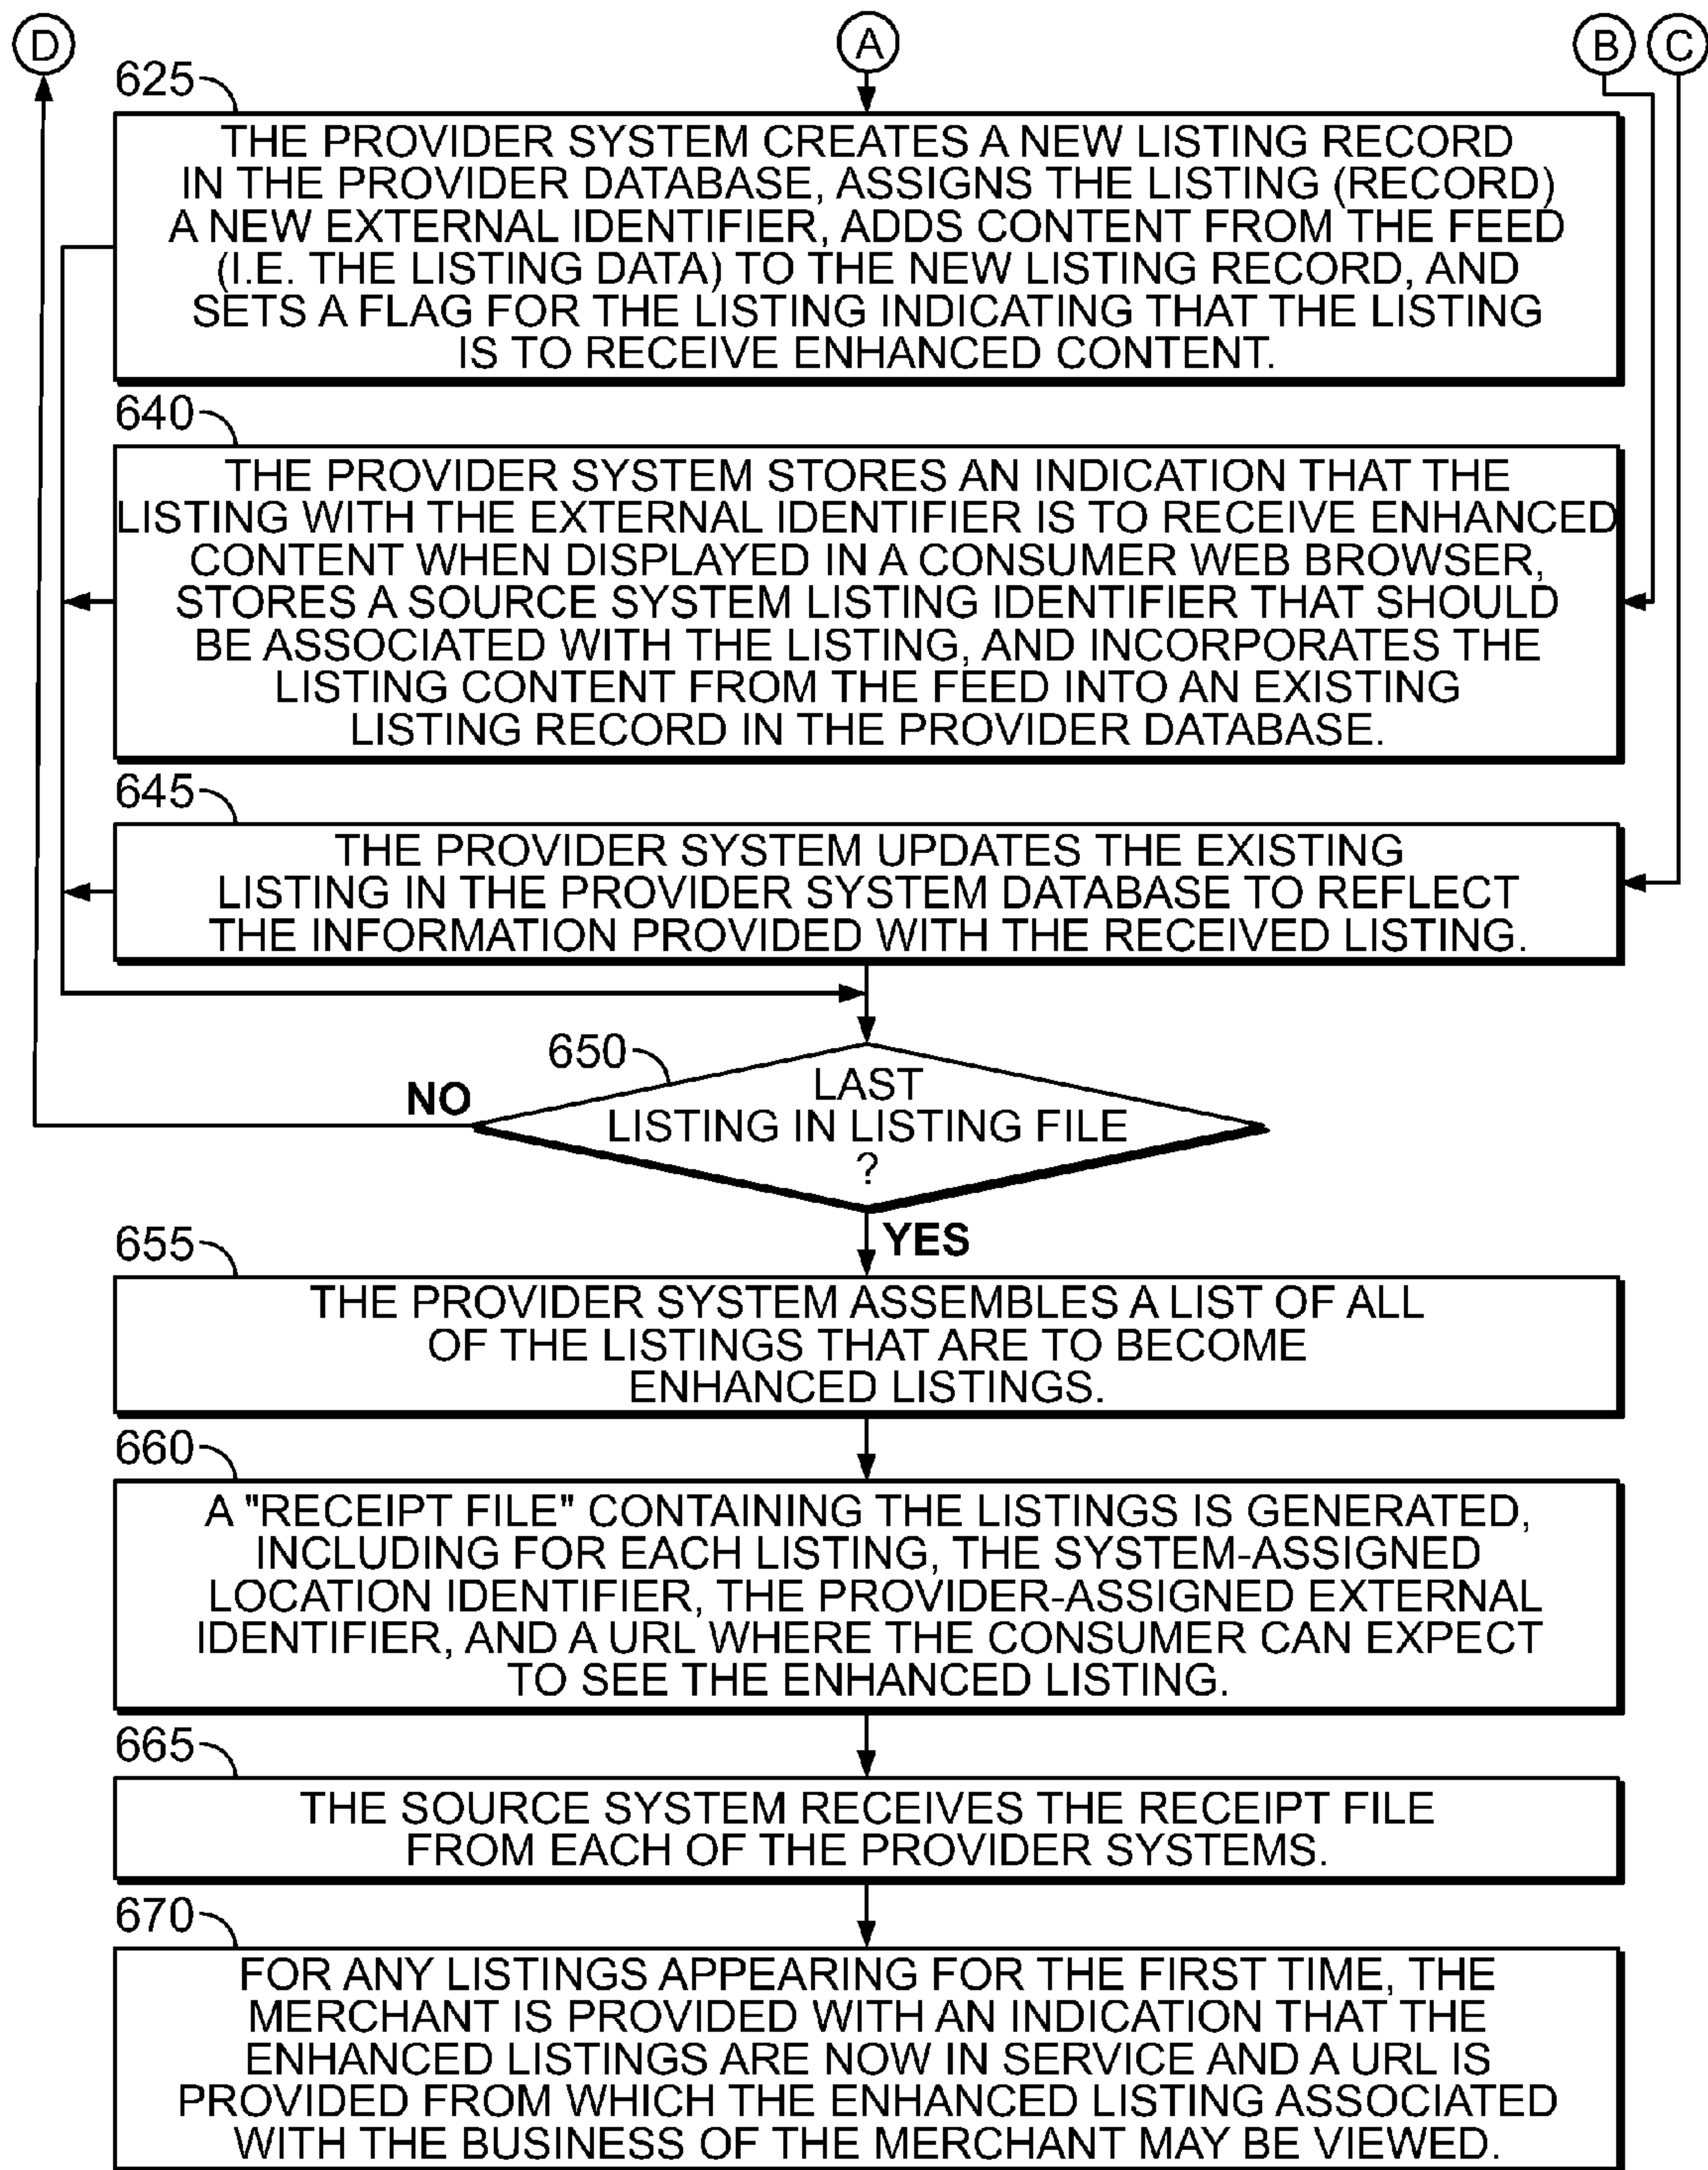 D
A
B
C
625
THE PROVIDER SYSTEM CREATES A NEW LISTING RECORD
IN THE PROVIDER DATABASE, ASSIGNS THE LISTING (RECORD)
A NEW EXTERNAL IDENTIFIER, ADDS CONTENT FROM THE FEED
(I.E. THE LISTING DATA) TO THE NEW LISTING RECORD, AND
SETS A FLAG FOR THE LISTING INDICATING THAT THE LISTING
IS TO RECEIVE ENHANCED CONTENT.
640
THE PROVIDER SYSTEM STORES AN INDICATION THAT THE
LISTING WITH THE EXTERNAL IDENTIFIER IS TO RECEIVE ENHANCED
CONTENT WHEN DISPLAYED IN A CONSUMER WEB BROWSER,
STORES A SOURCE SYSTEM LISTING IDENTIFIER THAT SHOULD
BE ASSOCIATED WITH THE LISTING, AND INCORPORATES THE
LISTING CONTENT FROM THE FEED INTO AN EXISTING
LISTING RECORD IN THE PROVIDER DATABASE.
645
THE PROVIDER SYSTEM UPDATES THE EXISTING
LISTING IN THE PROVIDER SYSTEM DATABASE TO REFLECT
THE INFORMATION PROVIDED WITH THE RECEIVED LISTING.
650
NO
LAST
LISTING IN LISTING FILE
?
YES
655
THE PROVIDER SYSTEM ASSEMBLES A LIST OF ALL
OF THE LISTINGS THAT ARE TO BECOME
ENHANCED LISTINGS.
660
A "RECEIPT FILE" CONTAINING THE LISTINGS IS GENERATED,
INCLUDING FOR EACH LISTING, THE SYSTEM-ASSIGNED
LOCATION IDENTIFIER, THE PROVIDER-ASSIGNED EXTERNAL
IDENTIFIER, AND A URL WHERE THE CONSUMER CAN EXPECT
TO SEE THE ENHANCED LISTING.
665
THE SOURCE SYSTEM RECEIVES THE RECEIPT FILE
FROM EACH OF THE PROVIDER SYSTEMS.
670
FOR ANY LISTINGS APPEARING FOR THE FIRST TIME, THE
MERCHANT IS PROVIDED WITH AN INDICATION THAT THE
ENHANCED LISTINGS ARE NOW IN SERVICE AND A URL IS
PROVIDED FROM WHICH THE ENHANCED LISTING ASSOCIATED
WITH THE BUSINESS OF THE MERCHANT MAY BE VIEWED.